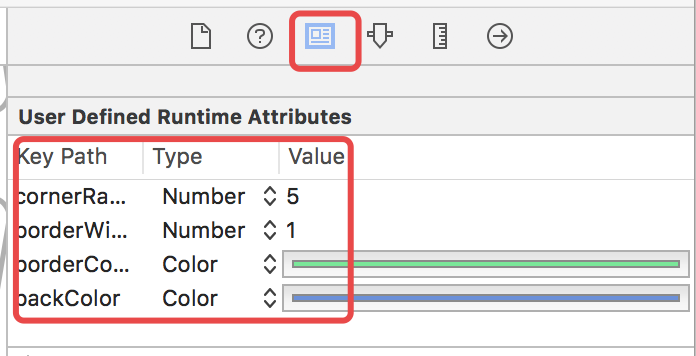 User Defined Runtime Attributes
Key Path Type Value
cornerRa... Number 5
borderWi... Number 1
borderCo... Color
backColor Color